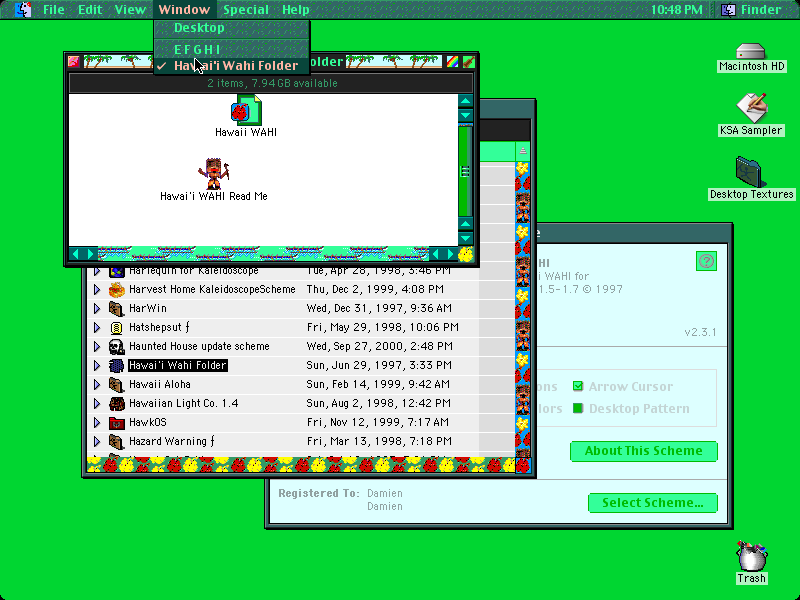 File Edit View Window Special Help 10:48 PM Finder
Desktop
E F G H I
✓ Hawai'i Wahi Folder
older
2 items, 7.94 GB available
Hawaii WAHI
Hawai'i WAHI Read Me
Macintosh HD
KSA Sampler
Desktop Textures
Harlequin for Kaleidoscope Tue, Apr 28, 1998, 3:46 PM
Harvest Home KaleidoscopeScheme Thu, Dec 2, 1999, 4:08 PM
HarWin Wed, Dec 31, 1997, 9:36 AM
Hatshepsut ƒ Fri, May 29, 1998, 10:06 PM
Haunted House update scheme Wed, Sep 27, 2000, 2:48 PM
Hawai'i Wahi Folder Sun, Jun 29, 1997, 3:33 PM
Hawaii Aloha Sun, Feb 14, 1999, 9:42 AM
Hawaiian Light Co. 1.4 Sun, Aug 2, 1998, 12:42 PM
HawkOS Fri, Nov 12, 1999, 7:17 AM
Hazard Warning ƒ Fri, Mar 13, 1998, 7:18 PM
e
HI
i WAHI for
1.5-1.7 © 1997
v2.3.1
ons Arrow Cursor
lors Desktop Pattern
About This Scheme
Registered To: Damien
Damien
Select Scheme...
Trash